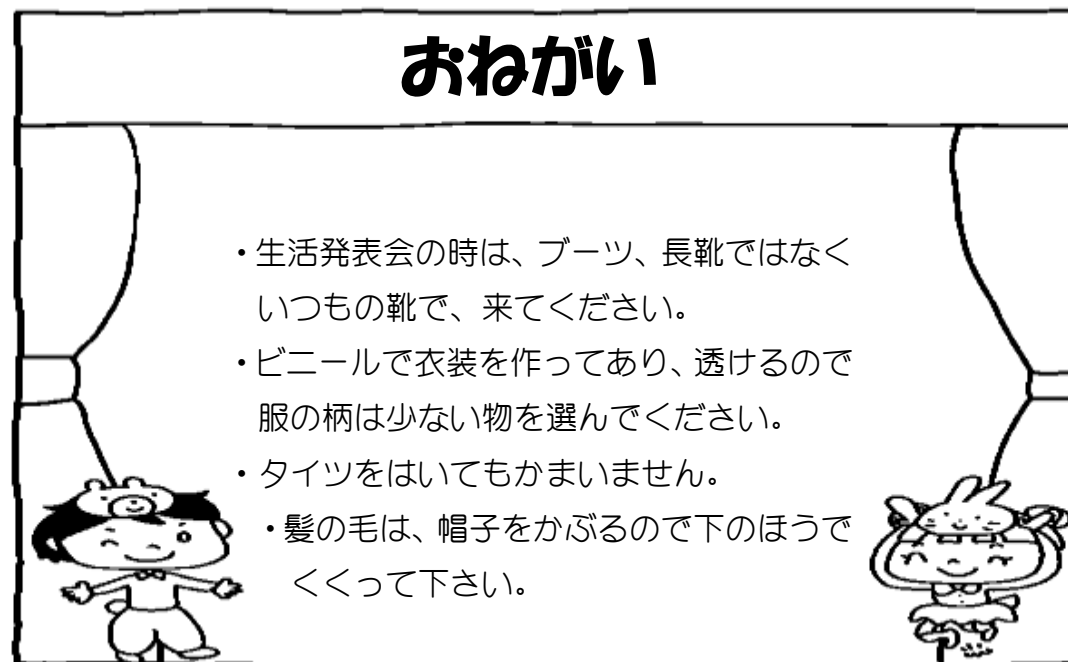 おねがい
・生活発表会の時は、ブーツ、長靴ではなく
いつもの靴で、来てください。
・ビニールで衣装を作ってあり、透けるので
服の柄は少ない物を選んでください。
・タイツをはいてもかまいません。
・髪の毛は、帽子をかぶるので下のほうで
くくって下さい。